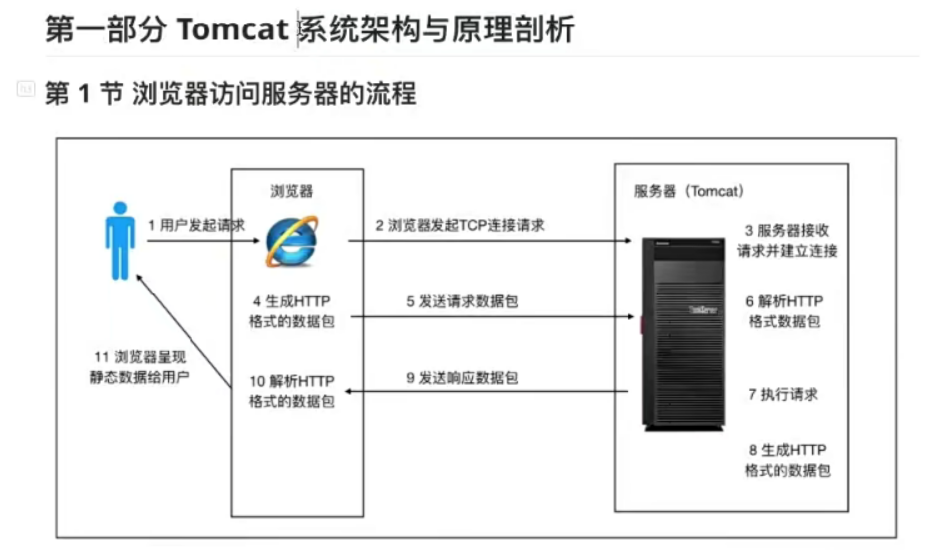 第一部分 Tomcat 系统架构与原理剖析
第 1 节 浏览器访问服务器的流程
浏览器
服务器（Tomcat）
1 用户发起请求
2 浏览器发起TCP连接请求
3 服务器接收
请求并建立连接
4 生成HTTP
格式的数据包
5 发送请求数据包
6 解析HTTP
格式数据包
7 执行请求
8 生成HTTP
格式的数据包
9 发送响应数据包
10 解析HTTP
格式的数据包
11 浏览器呈现
静态数据给用户